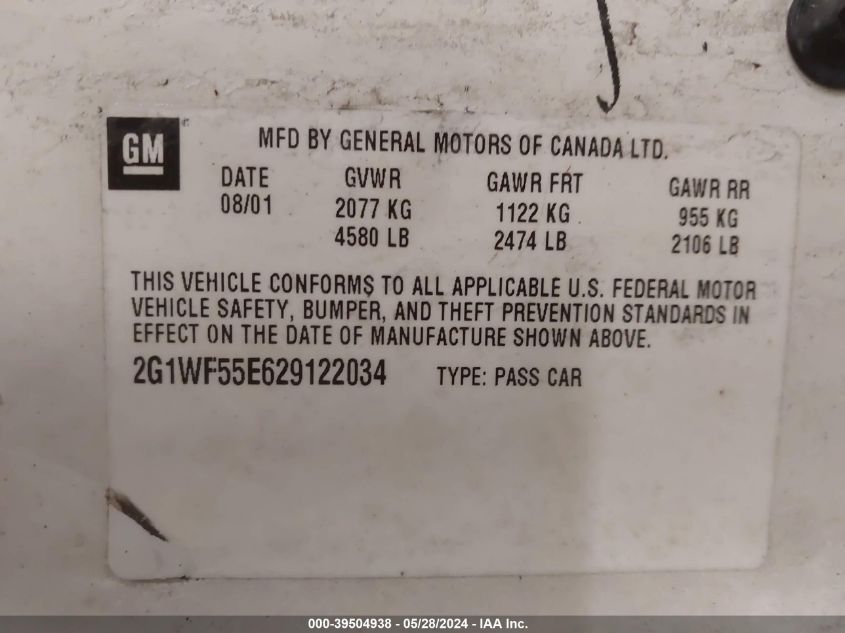 GM
MFD BY GENERAL MOTORS OF CANADA LTD.
DATE GVWR GAWR FRT GAWR RR
08/01 2077 KG 1122 KG 955 KG
4580 LB 2474 LB 2106 LB
THIS VEHICLE CONFORMS TO ALL APPLICABLE U.S. FEDERAL MOTOR
VEHICLE SAFETY, BUMPER, AND THEFT PREVENTION STANDARDS IN
EFFECT ON THE DATE OF MANUFACTURE SHOWN ABOVE.
2G1WF55E629122034 TYPE: PASS CAR
000-39504938 - 05/28/2024 - IAA Inc.